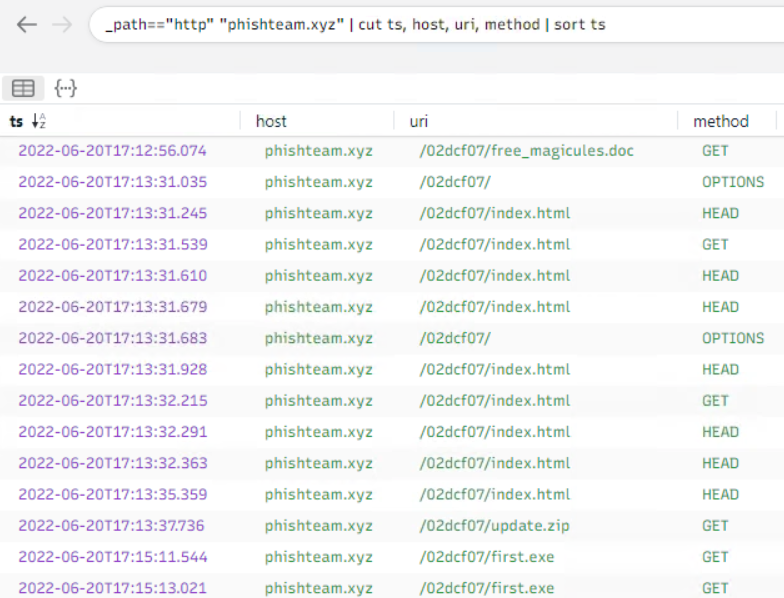 _path=="http" "phishteam.xyz" | cut ts, host, uri, method | sort ts
ts host uri method
2022-06-20T17:12:56.074 phishteam.xyz /02dcf07/free_magicules.doc GET
2022-06-20T17:13:31.035 phishteam.xyz /02dcf07/ OPTIONS
2022-06-20T17:13:31.245 phishteam.xyz /02dcf07/index.html HEAD
2022-06-20T17:13:31.539 phishteam.xyz /02dcf07/index.html GET
2022-06-20T17:13:31.610 phishteam.xyz /02dcf07/index.html HEAD
2022-06-20T17:13:31.679 phishteam.xyz /02dcf07/index.html HEAD
2022-06-20T17:13:31.683 phishteam.xyz /02dcf07/ OPTIONS
2022-06-20T17:13:31.928 phishteam.xyz /02dcf07/index.html HEAD
2022-06-20T17:13:32.215 phishteam.xyz /02dcf07/index.html GET
2022-06-20T17:13:32.291 phishteam.xyz /02dcf07/index.html HEAD
2022-06-20T17:13:32.363 phishteam.xyz /02dcf07/index.html HEAD
2022-06-20T17:13:35.359 phishteam.xyz /02dcf07/index.html HEAD
2022-06-20T17:13:37.736 phishteam.xyz /02dcf07/update.zip GET
2022-06-20T17:15:11.544 phishteam.xyz /02dcf07/first.exe GET
2022-06-20T17:15:13.021 phishteam.xyz /02dcf07/first.exe GET